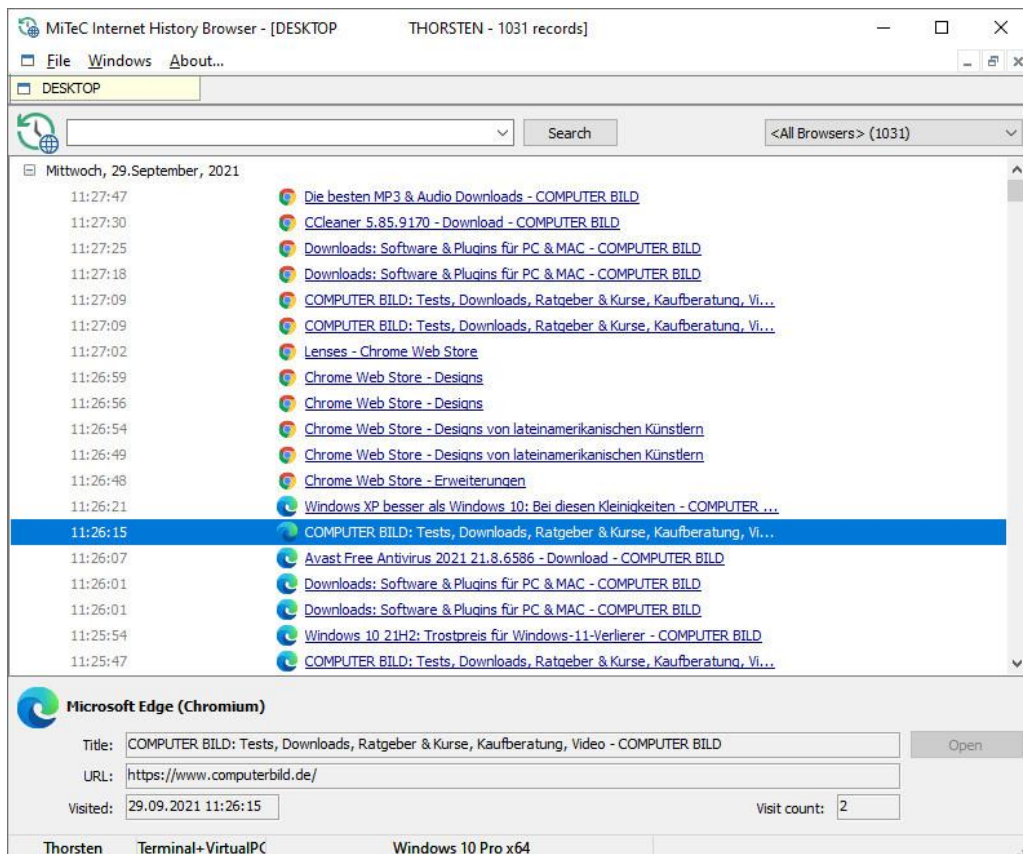 MiTeC Internet History Browser - [DESKTOP THORSTEN - 1031 records]
File Windows About...
DESKTOP
Search <All Browsers> (1031)
Mittwoch, 29.September, 2021
11:27:47 Die besten MP3 & Audio Downloads - COMPUTER BILD
11:27:30 CCleaner 5.85.9170 - Download - COMPUTER BILD
11:27:25 Downloads: Software & Plugins für PC & MAC - COMPUTER BILD
11:27:18 Downloads: Software & Plugins für PC & MAC - COMPUTER BILD
11:27:09 COMPUTER BILD: Tests, Downloads, Ratgeber & Kurse, Kaufberatung, Vi...
11:27:09 COMPUTER BILD: Tests, Downloads, Ratgeber & Kurse, Kaufberatung, Vi...
11:27:02 Lenses - Chrome Web Store
11:26:59 Chrome Web Store - Designs
11:26:56 Chrome Web Store - Designs
11:26:54 Chrome Web Store - Designs von lateinamerikanischen Künstlern
11:26:49 Chrome Web Store - Designs von lateinamerikanischen Künstlern
11:26:48 Chrome Web Store - Erweiterungen
11:26:21 Windows XP besser als Windows 10: Bei diesen Kleinigkeiten - COMPUTER ...
11:26:15 COMPUTER BILD: Tests, Downloads, Ratgeber & Kurse, Kaufberatung, Vi...
11:26:07 Avast Free Antivirus 2021 21.8.6586 - Download - COMPUTER BILD
11:26:01 Downloads: Software & Plugins für PC & MAC - COMPUTER BILD
11:26:01 Downloads: Software & Plugins für PC & MAC - COMPUTER BILD
11:25:54 Windows 10 21H2: Trostpreis für Windows-11-Verlierer - COMPUTER BILD
11:25:47 COMPUTER BILD: Tests, Downloads, Ratgeber & Kurse, Kaufberatung, Vi...
Microsoft Edge (Chromium)
Title: COMPUTER BILD: Tests, Downloads, Ratgeber & Kurse, Kaufberatung, Video - COMPUTER BILD Open
URL: https://www.computerbild.de/
Visited: 29.09.2021 11:26:15 Visit count: 2
Thorsten Terminal+VirtualPC Windows 10 Pro x64